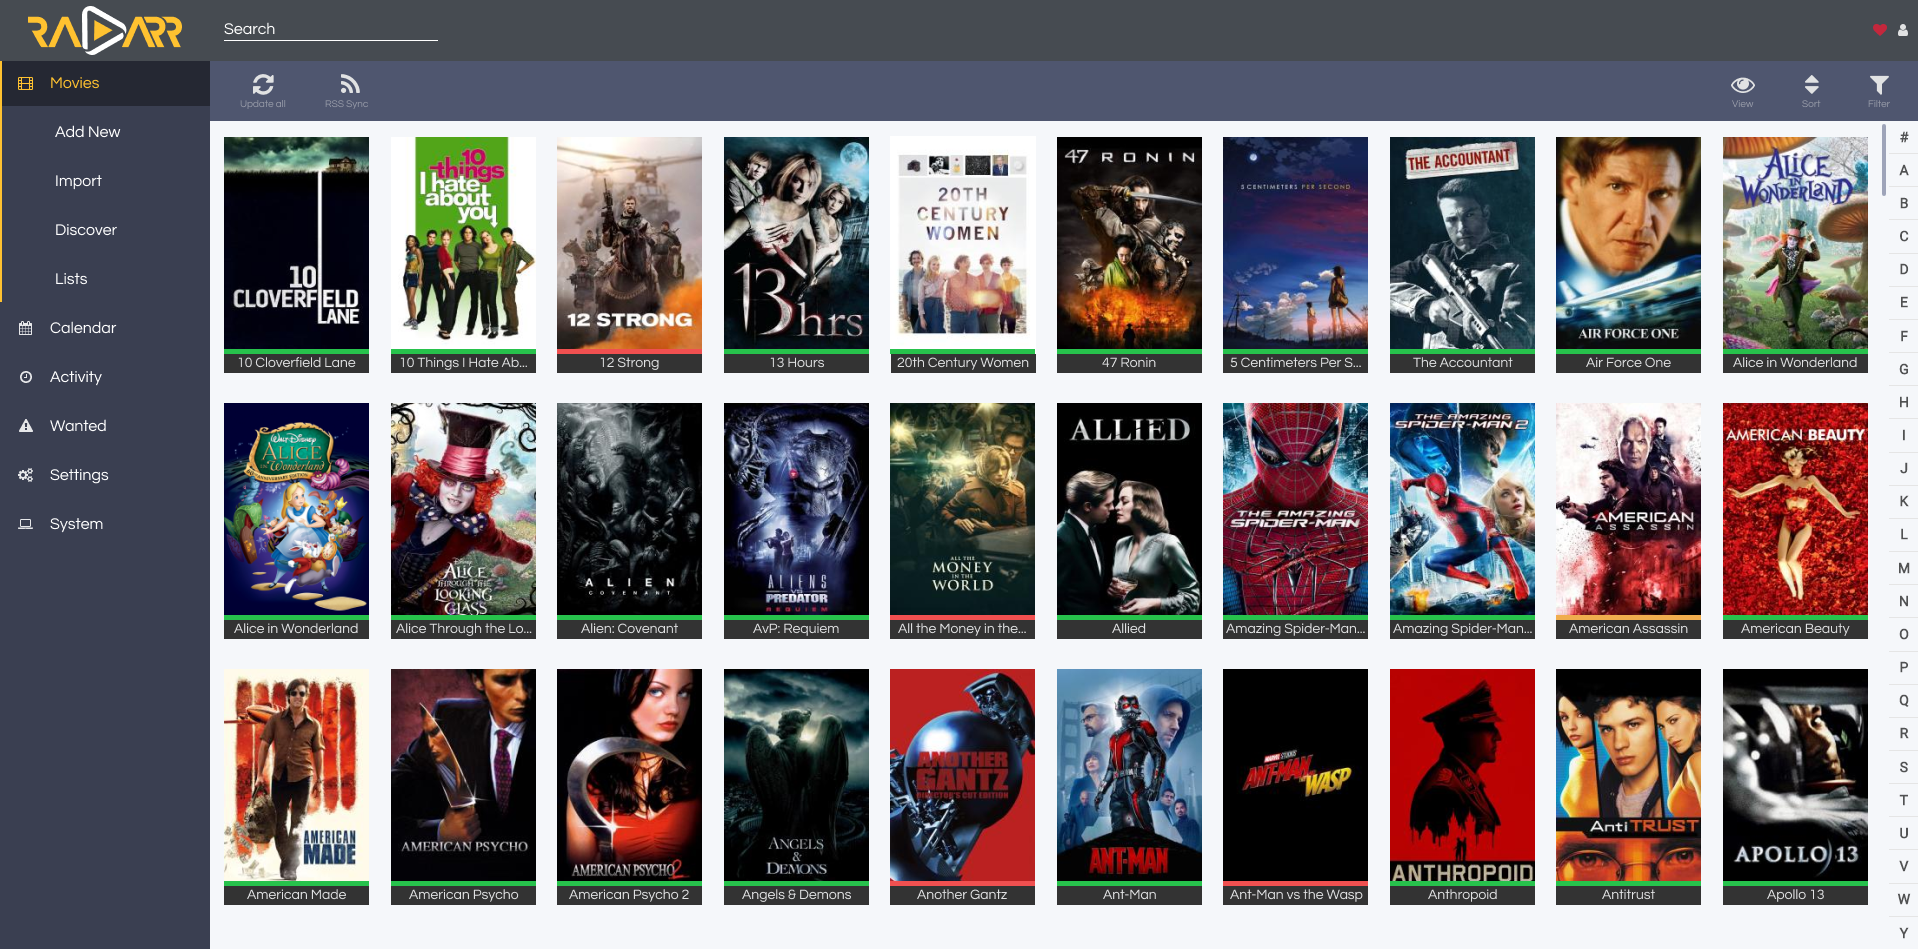 RADARR
Search
Movies
Add New
Import
Discover
Lists
Calendar
Activity
Wanted
Settings
System
Update all
RSS Sync
View
Sort
Filter
10
CLOVERFIELD
LANE
10 Cloverfield Lane
10
things
I hate
about
you
10 Things I Hate Ab...
12 STRONG
12 Strong
13hrs
13 Hours
20TH
CENTURY
WOMEN
20th Century Women
47 RONIN
47 Ronin
5 CENTIMETERS PER SECOND
5 Centimeters Per S...
THE ACCOUNTANT
The Accountant
AIR FORCE ONE
Air Force One
ALICE
IN
WONDERLAND
Alice in Wonderland
Walt Disney
ALICE
in Wonderland
ANNIVERSARY EDITION
Alice in Wonderland
Disney
ALICE
THROUGH THE
LOOKING
GLASS
Alice Through the Lo...
ALIEN
COVENANT
Alien: Covenant
ALIENS
VS
PREDATOR
REQUIEM
AvP: Requiem
ALL THE
MONEY
IN THE
WORLD
All the Money in the...
ALLIED
Allied
THE AMAZING
SPIDER-MAN
Amazing Spider-Man...
THE AMAZING
SPIDER-MAN 2
Amazing Spider-Man...
AMERICAN
ASSASSIN
American Assassin
AMERICAN BEAUTY
American Beauty
AMERICAN
MADE
American Made
AMERICAN PSYCHO
American Psycho
AMERICAN PSYCHO 2
American Psycho 2
ANGELS
&
DEMONS
Angels & Demons
ANOTHER
GANTZ
DIRECTOR'S CUT EDITION
Another Gantz
ANT-MAN
Ant-Man
MARVEL STUDIOS
ANT-MAN
WASP
Ant-Man vs the Wasp
ANTHROPOID
Anthropoid
AntiTRUST
Antitrust
APOLLO 13
Apollo 13
#
A
B
C
D
E
F
G
H
I
J
K
L
M
N
O
P
Q
R
S
T
U
V
W
Y